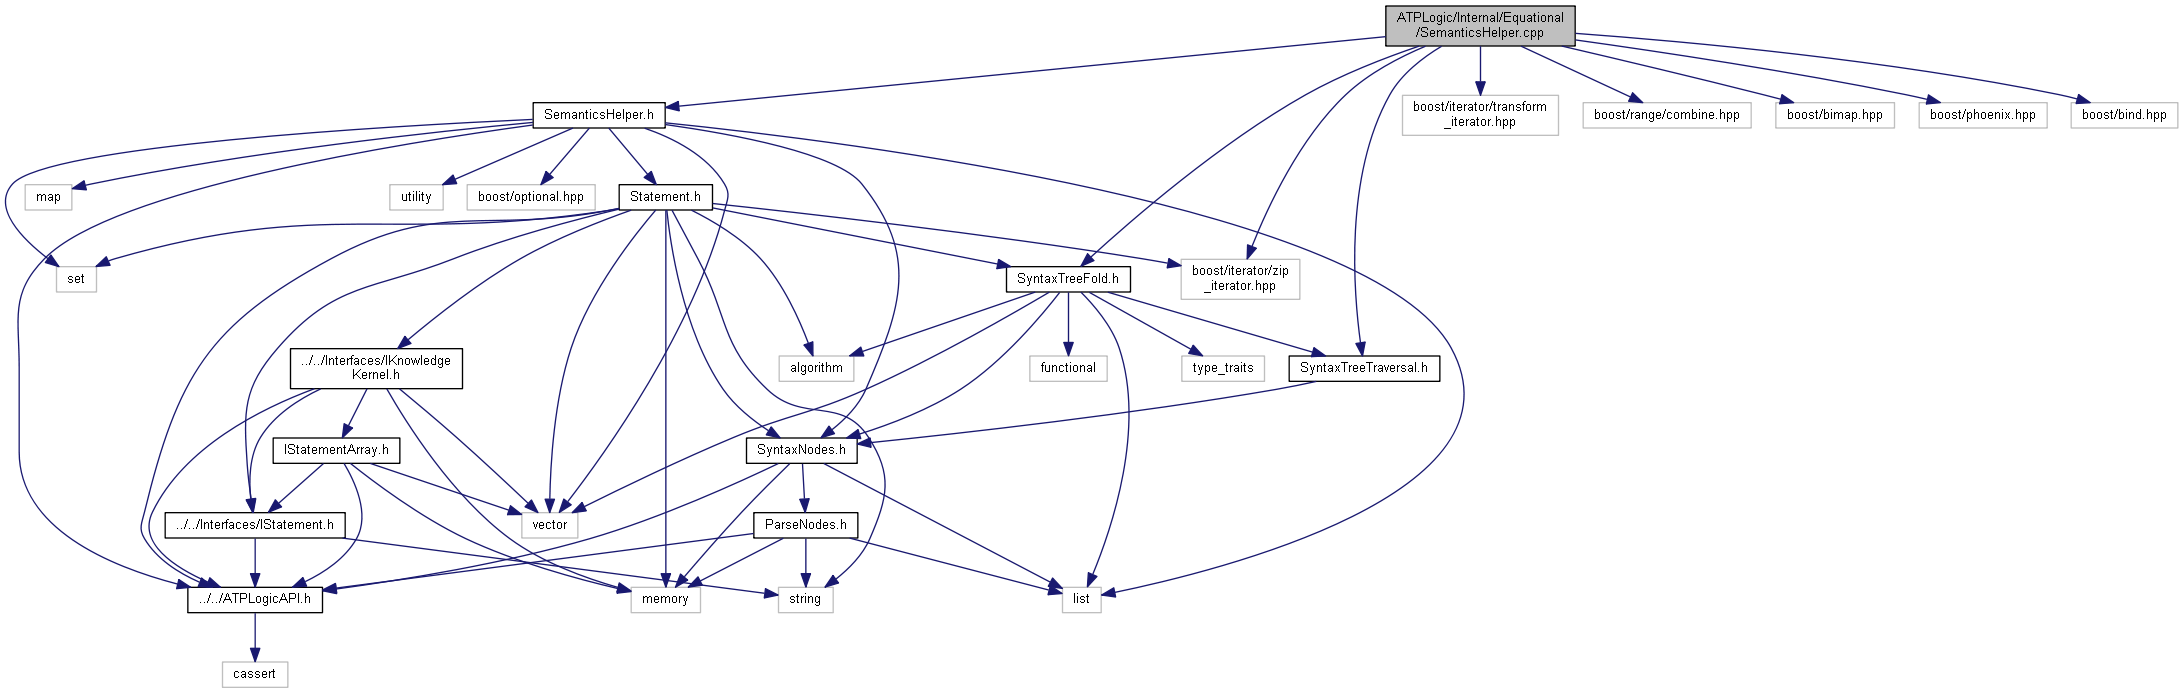 ATPLogic/Internal/Equational
/SemanticsHelper.cpp
SemanticsHelper.h
boost/iterator/transform
_iterator.hpp
boost/range/combine.hpp
boost/bimap.hpp
boost/phoenix.hpp
boost/bind.hpp
map
utility
boost/optional.hpp
Statement.h
set
SyntaxTreeFold.h
boost/iterator/zip
_iterator.hpp
../../Interfaces/IKnowledge
Kernel.h
algorithm
functional
type_traits
SyntaxTreeTraversal.h
IStatementArray.h
SyntaxNodes.h
../../Interfaces/IStatement.h
vector
ParseNodes.h
../../ATPLogicAPI.h
memory
string
list
cassert